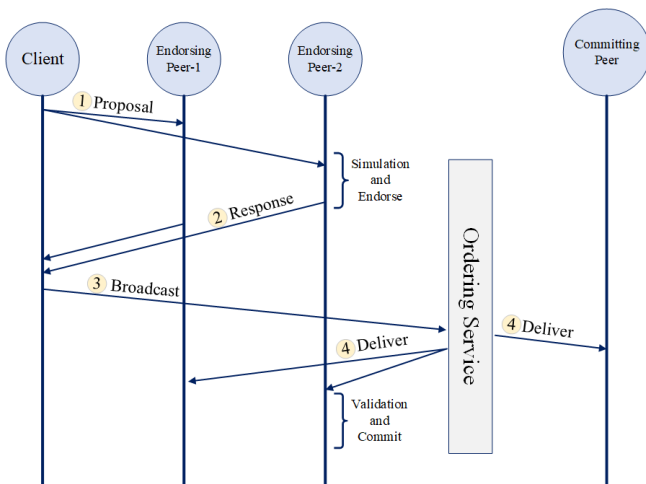 Client
Endorsing
Peer-1
Endorsing
Peer-2
Committing
Peer
1 Proposal
Simulation
and
Endorse
2 Response
3 Broadcast
Ordering Service
4 Deliver
4 Deliver
Validation
and
Commit